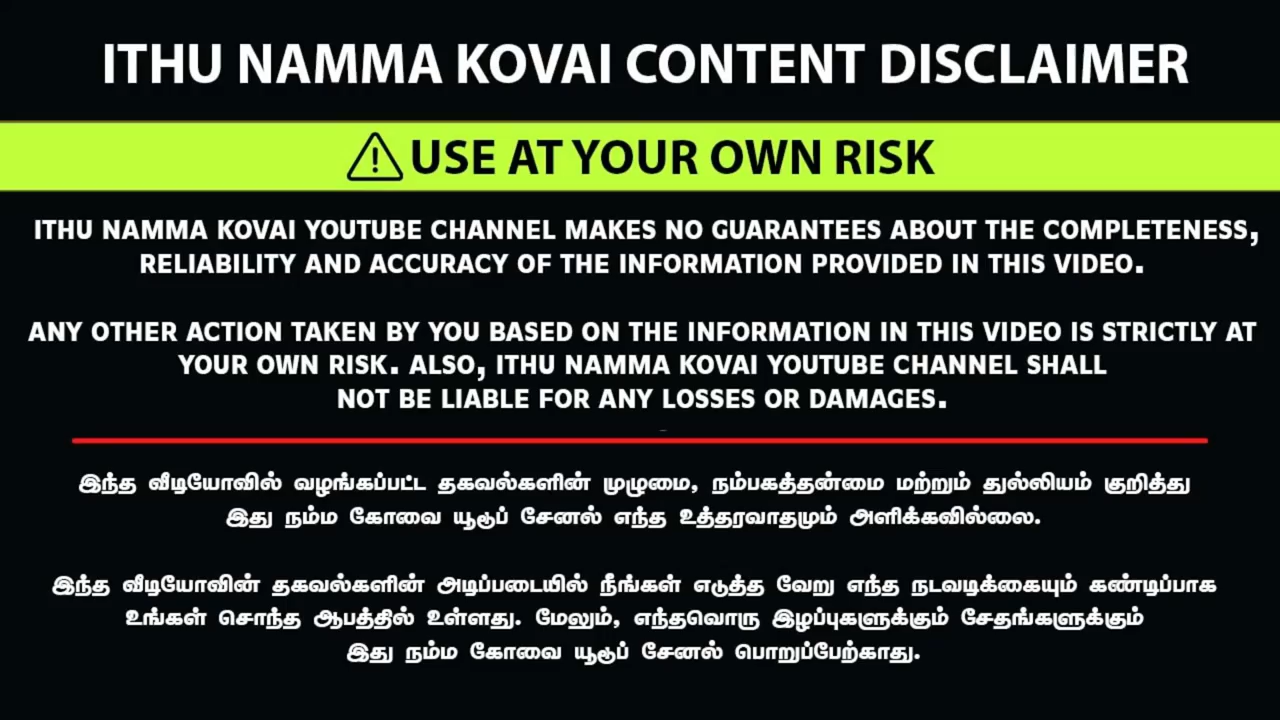 ITHU NAMMA KOVAI CONTENT DISCLAIMER
USE AT YOUR OWN RISK
ITHU NAMMA KOVAI YOUTUBE CHANNEL MAKES NO GUARANTEES ABOUT THE COMPLETENESS,
RELIABILITY AND ACCURACY OF THE INFORMATION PROVIDED IN THIS VIDEO.
ANY OTHER ACTION TAKEN BY YOU BASED ON THE INFORMATION IN THIS VIDEO IS STRICTLY AT
YOUR OWN RISK. ALSO, ITHU NAMMA KOVAI YOUTUBE CHANNEL SHALL
NOT BE LIABLE FOR ANY LOSSES OR DAMAGES.
இந்த வீடியோவில் வழங்கப்பட்ட தகவல்களின் முழுமை, நம்பகத்தன்மை மற்றும் துல்லியம் குறித்து
இது நம்ம கோவை யூடூப் சேனல் எந்த உத்தரவாதமும் அளிக்கவில்லை.
இந்த வீடியோவின் தகவல்களின் அடிப்படையில் நீங்கள் எடுத்த வேறு எந்த நடவடிக்கையும் கண்டிப்பாக
உங்கள் சொந்த ஆபத்தில் உள்ளது. மேலும், எந்தவொரு இழப்புகளுக்கும் சேதங்களுக்கும்
இது நம்ம கோவை யூடூப் சேனல் பொறுப்பேற்காது.